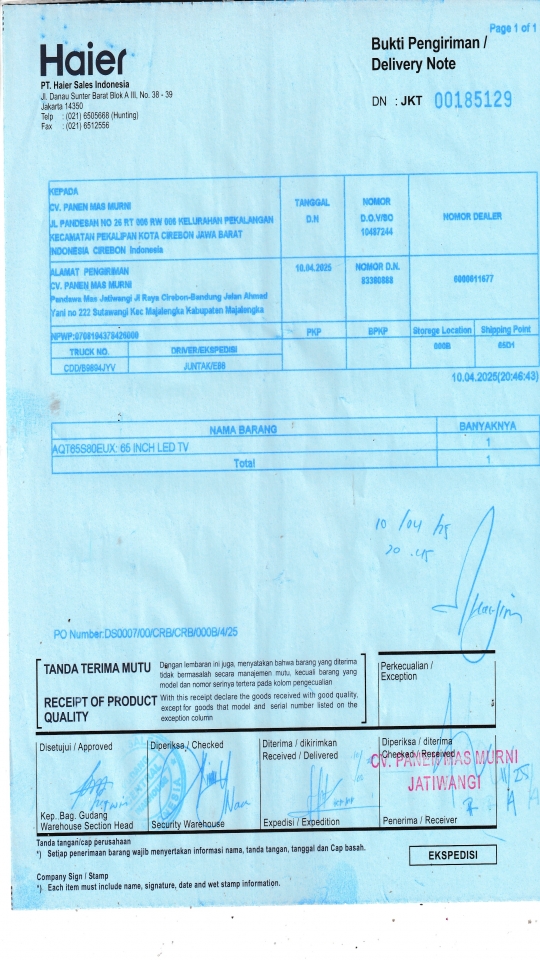 Page 1 of 1
Haier
PT. Haier Sales Indonesia
Jl. Danau Sunter Barat Blok A III, No. 38 - 39
Jakarta 14350
Telp : (021) 6505668 (Hunting)
Fax : (021) 6512556
Bukti Pengiriman /
Delivery Note
DN : JKT 00185129
KEPADA
CV. PANEN MAS MURNI
JL PANDESAN NO 26 RT 006 RW 006 KELURAHAN PEKALANGAN
KECAMATAN PEKALIPAN KOTA CIREBON JAWA BARAT
INDONESIA CIREBON Indonesia
TANGGAL
D.N
NOMOR
D.O.V/SO
10487244
NOMOR DEALER
ALAMAT PENGIRIMAN
CV. PANEN MAS MURNI
Pandawa Mas Jatiwangi Jl Raya Cirebon-Bandung Jalan Ahmad
Yani no 222 Sutawangi Kec Majalengka Kabupaten Majalengka
10.04.2025
NOMOR D.N.
83380888
0000011677
NPWP:0708194378426000
PKP
BPKP
Storege Location
Shipping Point
TRUCK NO.
DRIVER/EKSPEDISI
000B
65D1
CDD/B9894JYV
JUNTAK/E86
10.04.2025(20:46:43)
NAMA BARANG
BANYAKNYA
AQT65S80EUX: 65 INCH LED TV
1
Total
1
10/04/25
20.45
PO Number:DS0007/00/CRB/CRB/000B/4/25
TANDA TERIMA MUTU
Dengan lembaran ini juga, menyatakan bahwa barang yang diterima
tidak bermasalah secara manajemen mutu, kecuali barang yang
model dan nomor serinya tertera pada kolom pengecualian
RECEIPT OF PRODUCT
QUALITY
With this receipt declare the goods received with good quality,
except for goods that model and serial number listed on the
exception column
Perkecualian /
Exception
Disetujui / Approved
Diperiksa / Checked
Diterima / dikirimkan
Received / Delivered
Diperiksa / diterima
Checked / Received
CV. PANEN MAS MURNI
JATIWANGI
Kep. Bag. Gudang
Warehouse Section Head
Security Warehouse
Expedisi / Expedition
Penerima / Receiver
Tanda tangan/cap perusahaan
*) Setiap penerimaan barang wajib menyertakan informasi nama, tanda tangan, tanggal dan Cap basah.
EKSPEDISI
Company Sign / Stamp
*) Each item must include name, signature, date and wet stamp information.